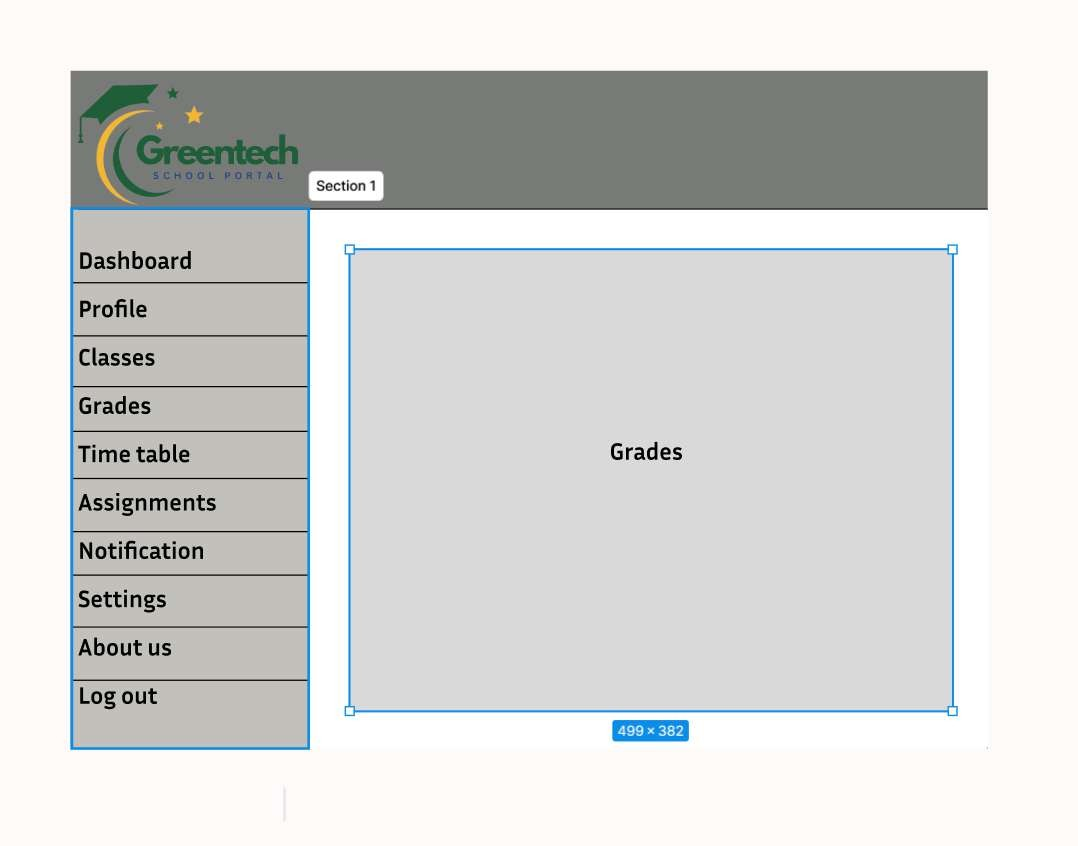 Greentech
SCHOOL PORTAL
Section 1
Dashboard
Profile
Classes
Grades
Time table
Assignments
Notification
Settings
About us
Log out
Grades
499 × 382